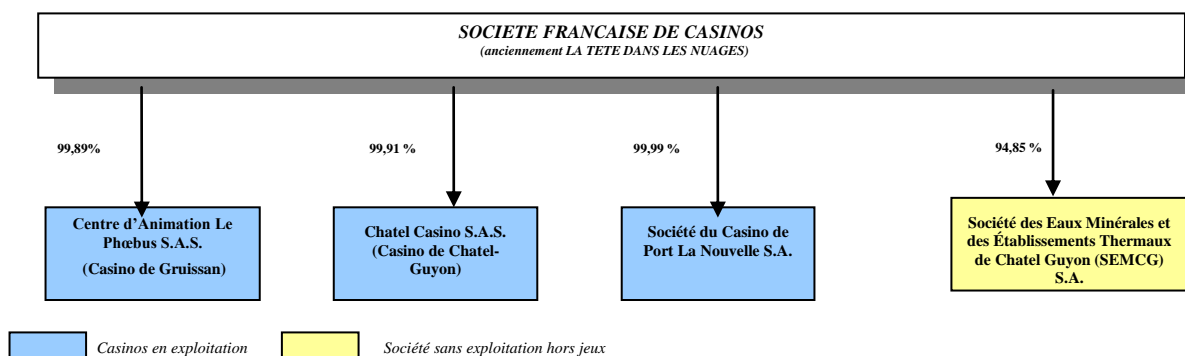 SOCIETE FRANCAISE DE CASINOS
(anciennement LA TETE DANS LES NUAGES)
99,89%
99,91 %
99,99 %
94,85 %
Centre d'Animation Le
Phœbus S.A.S.
(Casino de Gruissan)
Chatel Casino S.A.S.
(Casino de Chatel-
Guyon)
Société du Casino de
Port La Nouvelle S.A.
Société des Eaux Minérales et
des Établissements Thermaux
de Chatel Guyon (SEMCG)
S.A.
Casinos en exploitation
Société sans exploitation hors jeux